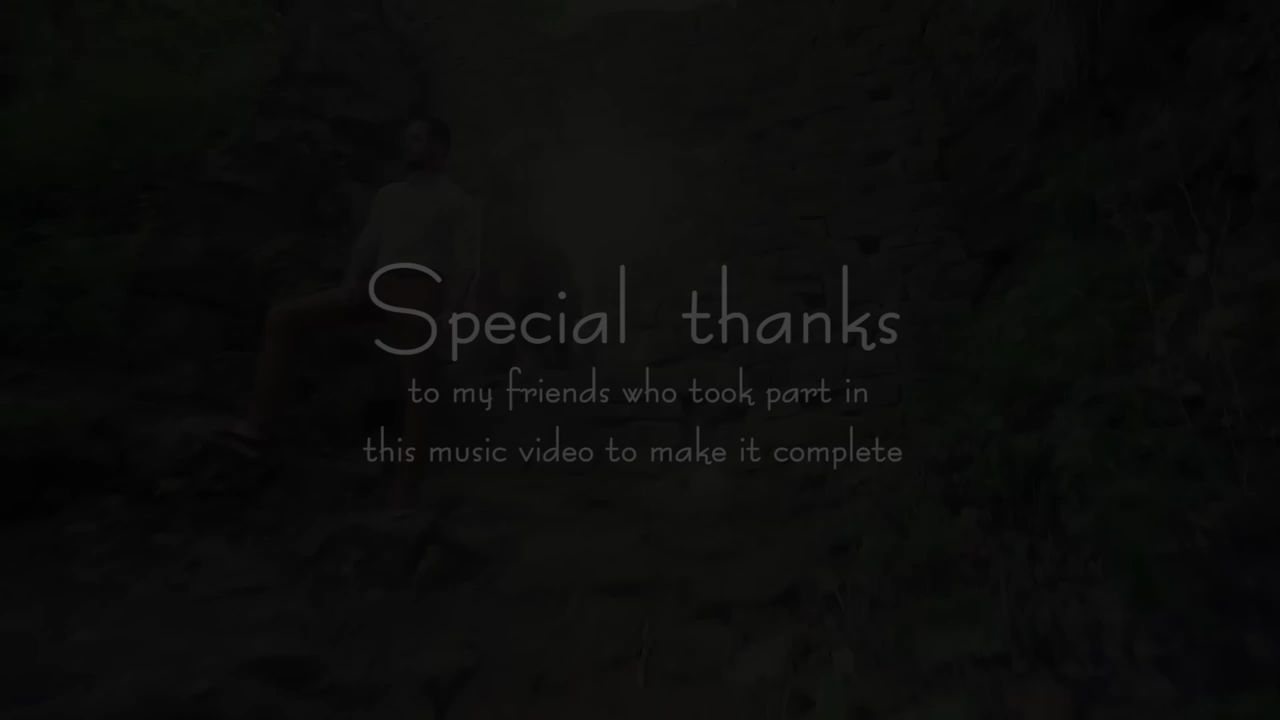 Special thanks
to my friends who took part in
this music video to make it complete